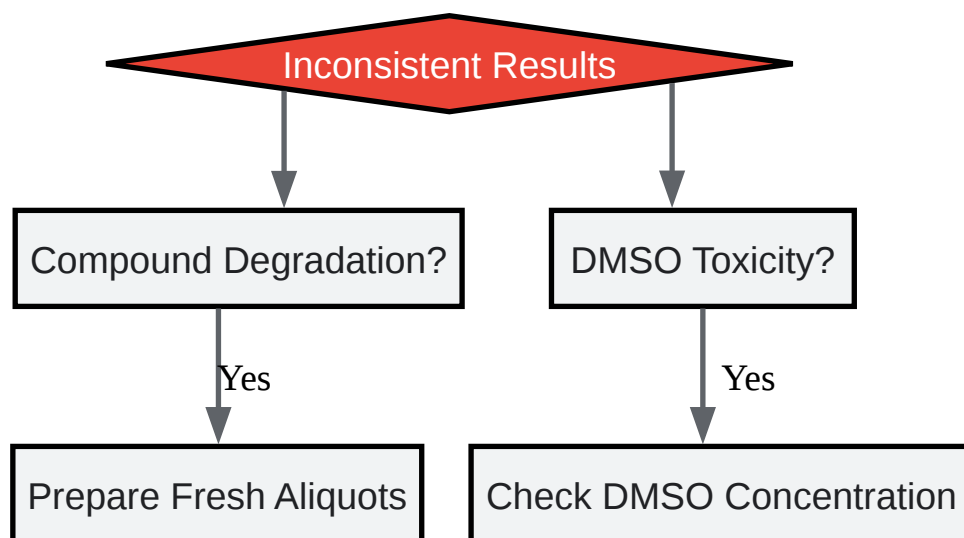 Inconsistent Results
Compound Degradation?
DMSO Toxicity?
Yes
Yes
Prepare Fresh Aliquots
Check DMSO Concentration